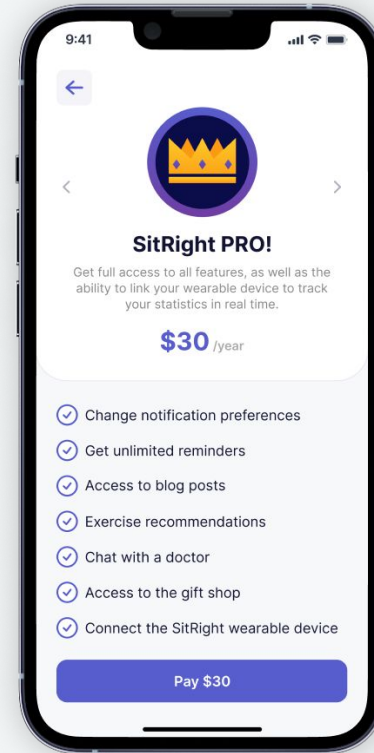 9:41
SitRight PRO!
Get full access to all features, as well as the
ability to link your wearable device to track
your statistics in real time.
$30 /year
Change notification preferences
Get unlimited reminders
Access to blog posts
Exercise recommendations
Chat with a doctor
Access to the gift shop
Connect the SitRight wearable device
Pay $30